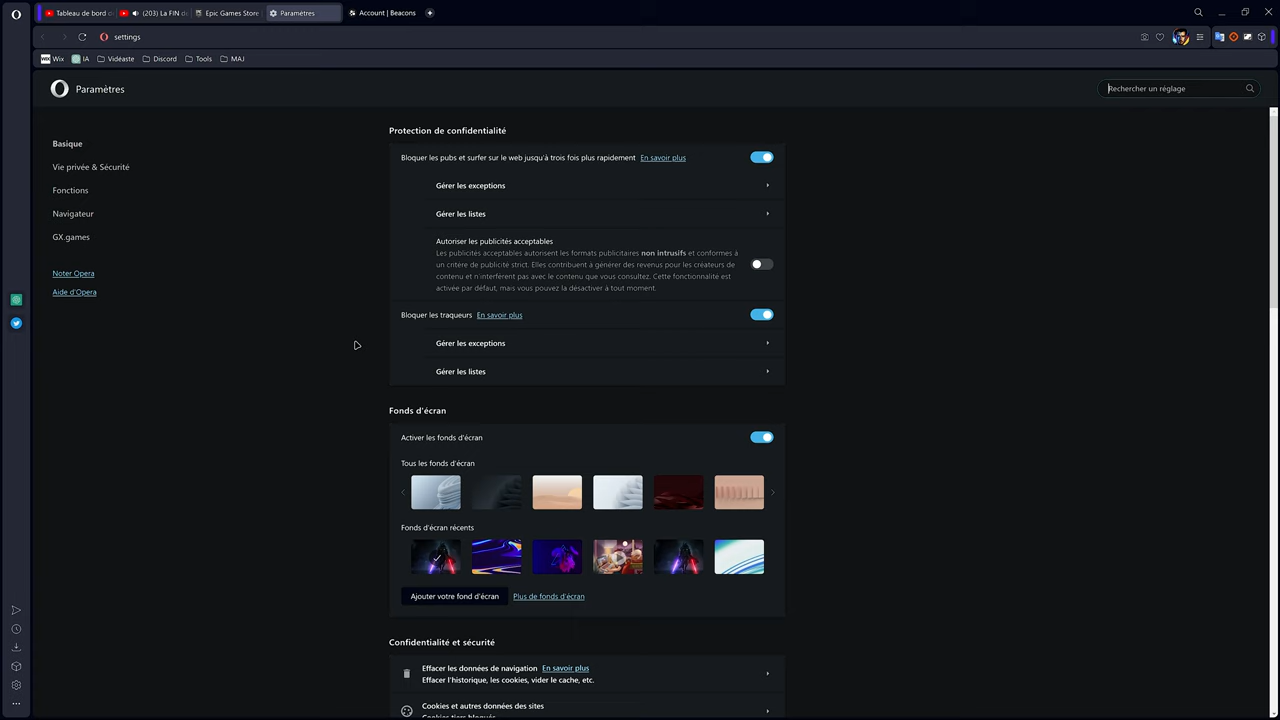 Tableau de bord d
(203) La FIN d
Epic Games Store
Paramètres
Account | Beacons
settings
Wix
IA
Vidéaste
Discord
Tools
MAJ
Paramètres
Rechercher un réglage
Basique
Vie privée & Sécurité
Fonctions
Navigateur
GX.games
Noter Opera
Aide d'Opera
Protection de confidentialité
Bloquer les pubs et surfer sur le web jusqu'à trois fois plus rapidement En savoir plus
Gérer les exceptions
Gérer les listes
Autoriser les publicités acceptables
Les publicités acceptables autorisent les formats publicitaires non intrusifs et conformes à
un critère de publicité strict. Elles contribuent à générer des revenus pour les créateurs de
contenu et n'interfèrent pas avec le contenu que vous consultez. Cette fonctionnalité est
activée par défaut, mais vous pouvez la désactiver à tout moment.
Bloquer les traqueurs En savoir plus
Gérer les exceptions
Gérer les listes
Fonds d'écran
Activer les fonds d'écran
Tous les fonds d'écran
Fonds d'écran récents
Ajouter votre fond d'écran
Plus de fonds d'écran
Confidentialité et sécurité
Effacer les données de navigation En savoir plus
Effacer l'historique, les cookies, vider le cache, etc.
Cookies et autres données des sites
Cookies tiers bloqués